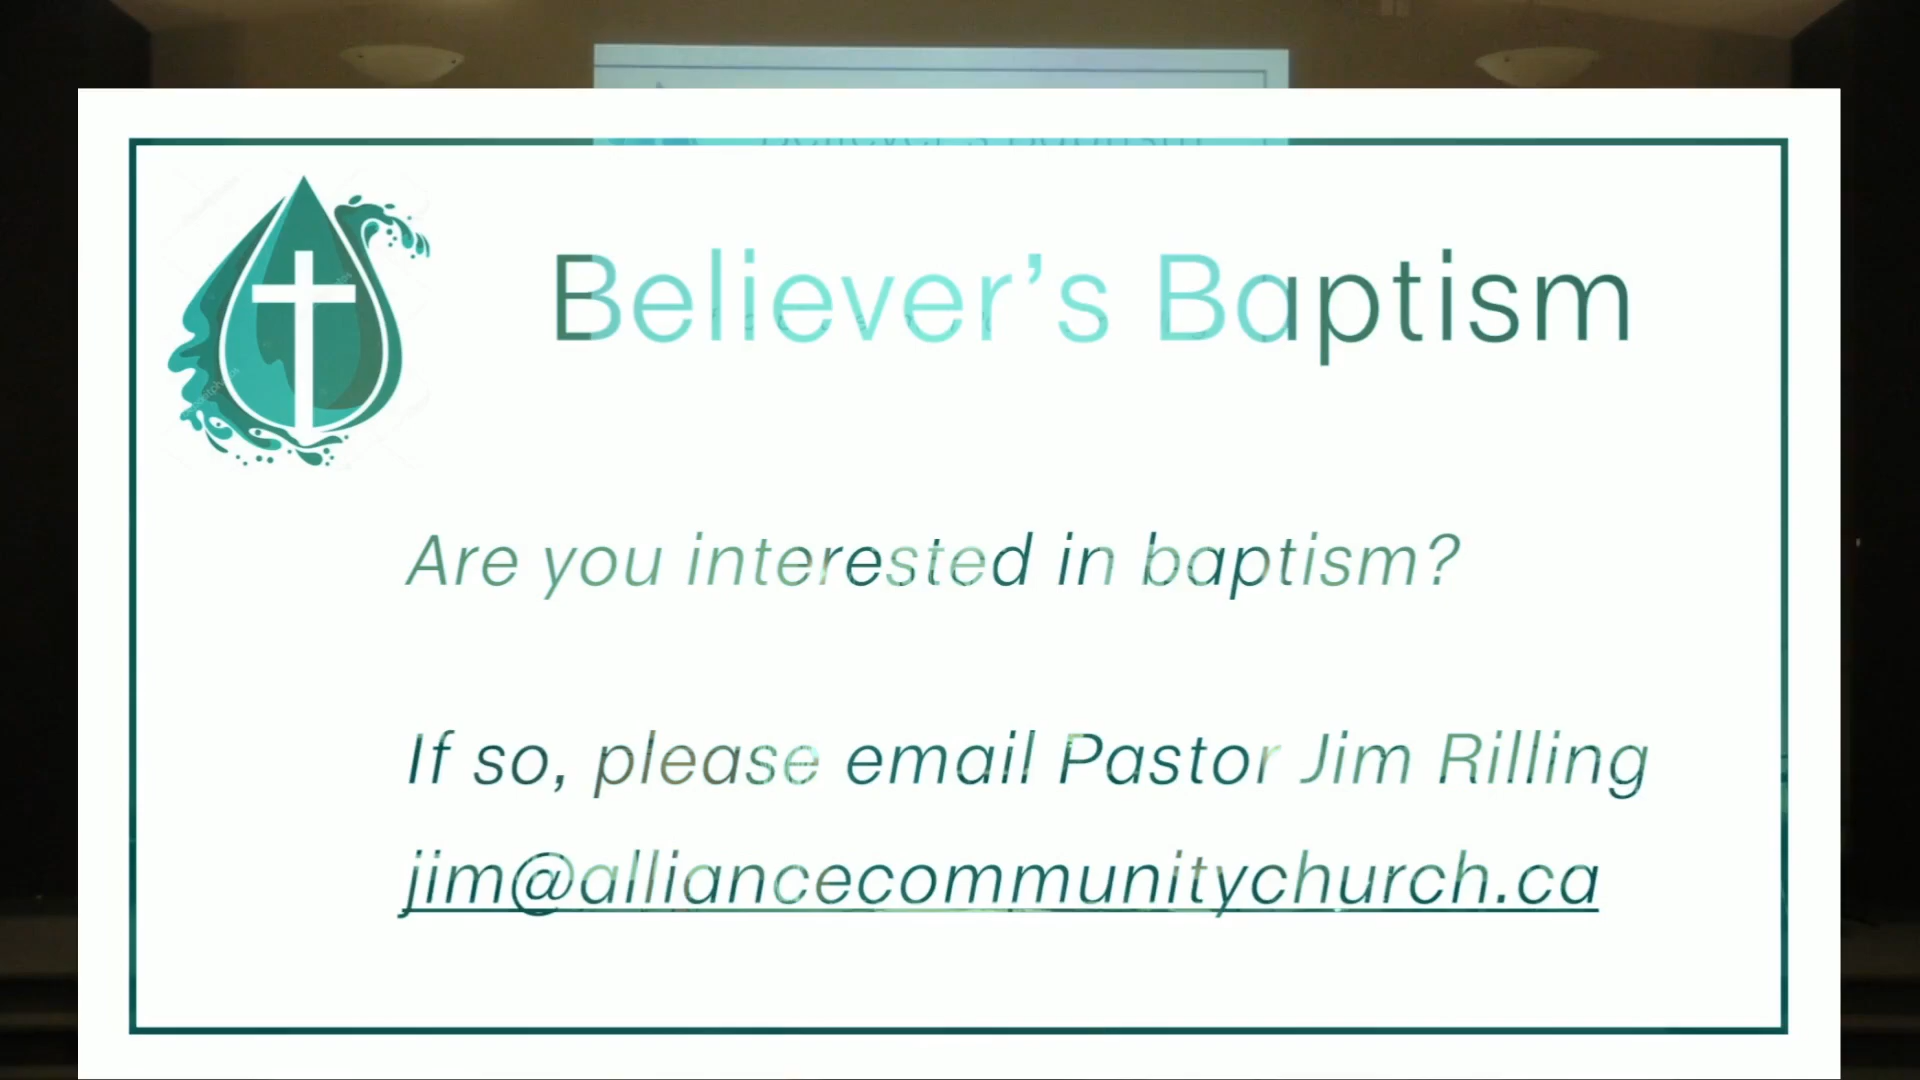 Believer’s Baptism
Are you interested in baptism?
If so, please email Pastor Jim Rilling
jim@alliancecommunitychurch.ca